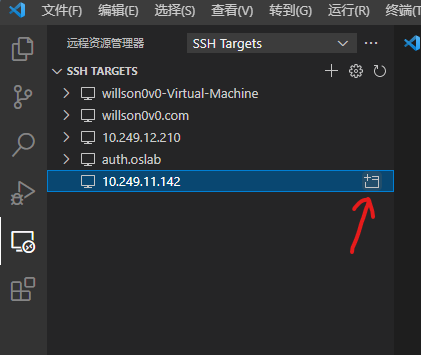 文件(F) 编辑(E) 选择(S) 查看(V) 转到(G) 运行(R) 终端(T
远程资源管理器 SSH Targets
SSH TARGETS
willson0v0-Virtual-Machine
willson0v0.com
10.249.12.210
auth.oslab
10.249.11.142